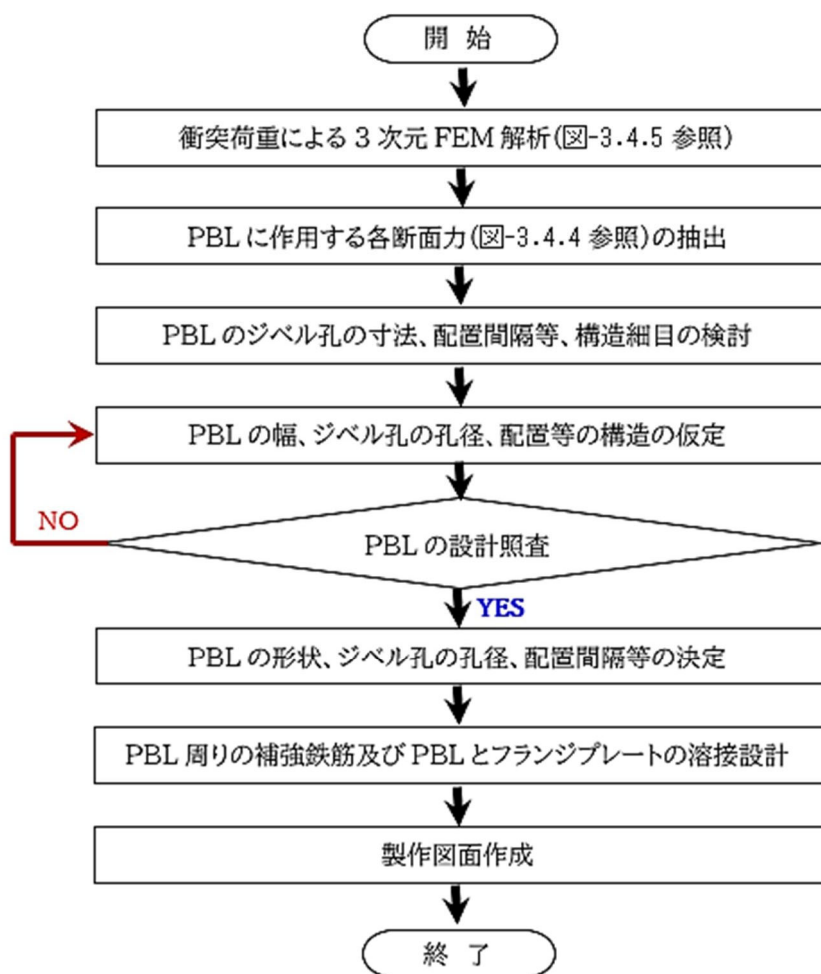 開 始
衝突荷重による 3 次元 FEM 解析(図-3.4.5 参照)
PBL に作用する各断面力(図-3.4.4 参照)の抽出
PBL のジベル孔の寸法、配置間隔等、構造細目の検討
PBL の幅、ジベル孔の孔径、配置等の構造の仮定
NO
PBL の設計照査
YES
PBL の形状、ジベル孔の孔径、配置間隔等の決定
PBL 周りの補強鉄筋及び PBL とフランジプレートの溶接設計
製作図面作成
終 了